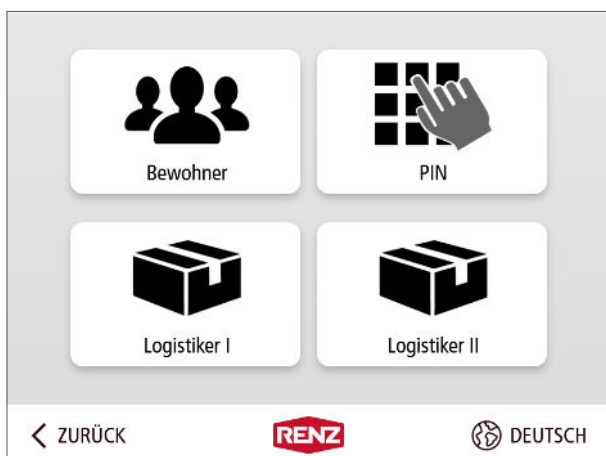 Bewohner
PIN
Logistiker I
Logistiker II
ZURÜCK
RENZ
DEUTSCH